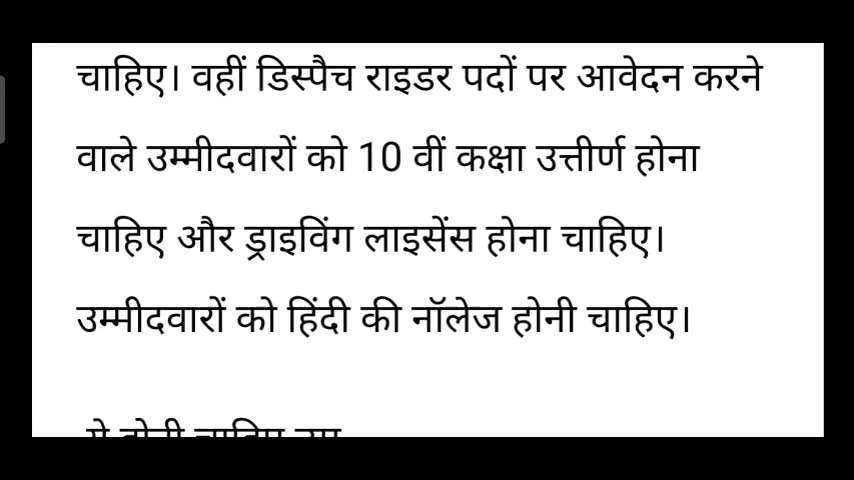 चाहिए। वहीं डिस्पैच राइडर पदों पर आवेदन करने
वाले उम्मीदवारों को 10 वीं कक्षा उत्तीर्ण होना
चाहिए और ड्राइविंग लाइसेंस होना चाहिए।
उम्मीदवारों को हिंदी की नॉलेज होनी चाहिए।